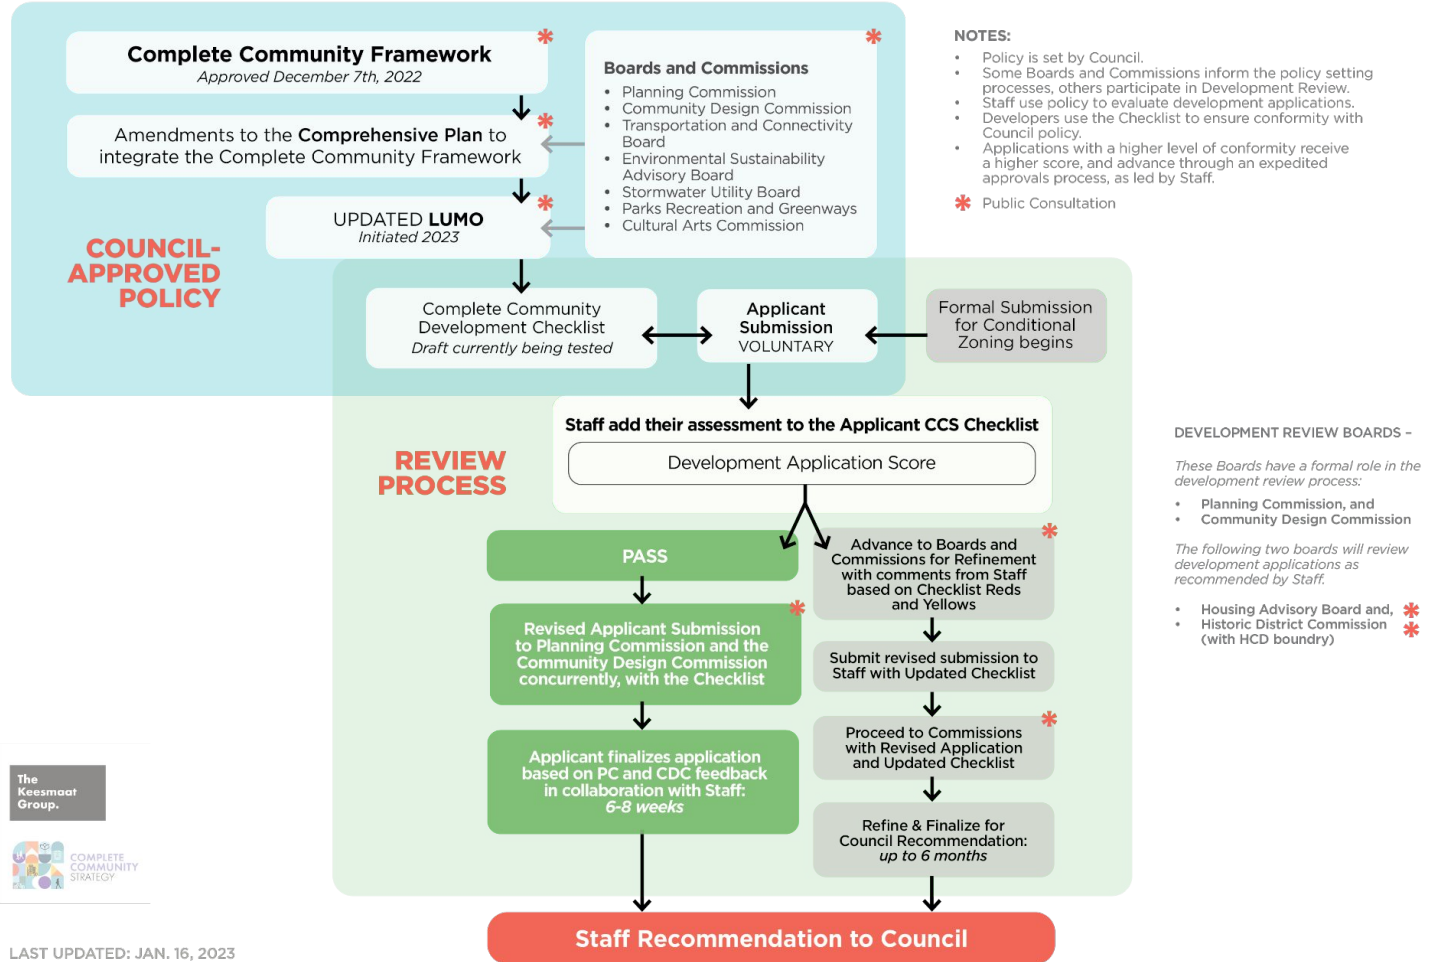 Complete Community Framework
Approved December 7th, 2022
Amendments to the Comprehensive Plan to
integrate the Complete Community Framework
UPDATED LUMO
Initiated 2023
COUNCIL-
APPROVED
POLICY
Boards and Commissions
• Planning Commission
• Community Design Commission
• Transportation and Connectivity
Board
• Environmental Sustainability
Advisory Board
• Stormwater Utility Board
• Parks Recreation and Greenways
• Cultural Arts Commission
NOTES:
• Policy is set by Council.
• Some Boards and Commissions inform the policy setting
processes, others participate in Development Review.
• Staff use policy to evaluate development applications.
• Developers use the Checklist to ensure conformity with
Council policy.
• Applications with a higher level of conformity receive
a higher score, and advance through an expedited
approvals process, as led by Staff.
* Public Consultation
Complete Community
Development Checklist
Draft currently being tested
Applicant
Submission
VOLUNTARY
Formal Submission
for Conditional
Zoning begins
REVIEW
PROCESS
Staff add their assessment to the Applicant CCS Checklist
Development Application Score
PASS
Revised Applicant Submission
to Planning Commission and the
Community Design Commission
concurrently, with the Checklist
Applicant finalizes application
based on PC and CDC feedback
in collaboration with Staff:
6-8 weeks
Advance to Boards and
Commissions for Refinement
with comments from Staff
based on Checklist Reds
and Yellows
Submit revised submission to
Staff with Updated Checklist
Proceed to Commissions
with Revised Application
and Updated Checklist
Refine & Finalize for
Council Recommendation:
up to 6 months
Staff Recommendation to Council
DEVELOPMENT REVIEW BOARDS –
These Boards have a formal role in the
development review process:
• Planning Commission, and
• Community Design Commission
The following two boards will review
development applications as
recommended by Staff.
• Housing Advisory Board and, *
• Historic District Commission *
(with HCD boundry)
The
Keesmaat
Group.
COMPLETE
COMMUNITY
STRATEGY
LAST UPDATED: JAN. 16, 2023